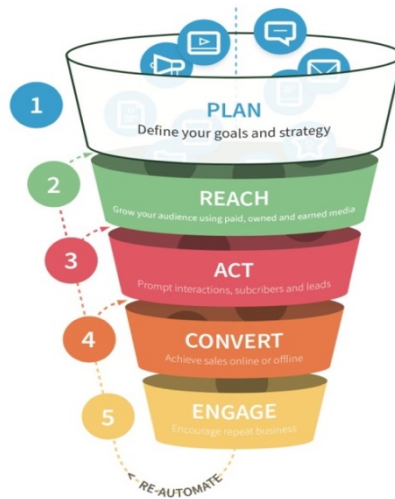 1
PLAN
Define your goals and strategy
2
REACH
Grow your audience using paid, owned and earned media
3
ACT
Prompt interactions, subcribers and leads
4
CONVERT
Achieve sales online or offline
5
ENGAGE
Encourage repeat business
< RE-AUTOMATE